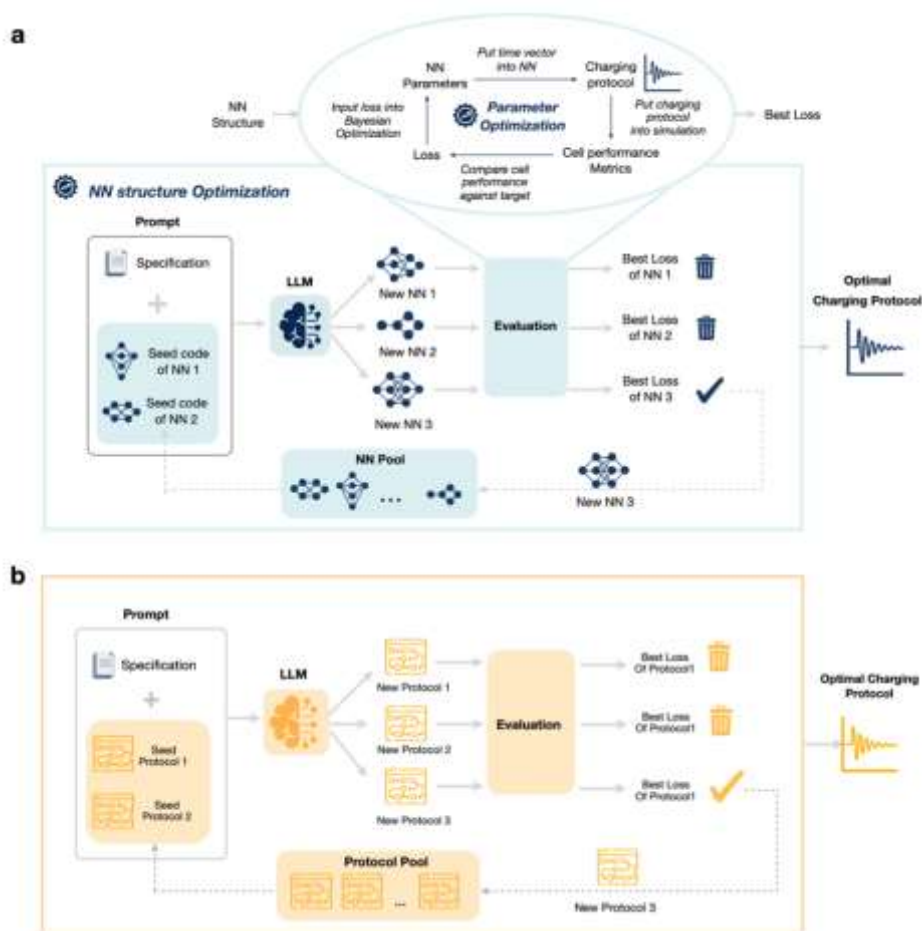 a
Put time vector
into NN
NN
Parameters
Charging
protocol
NN
Structure
Input loss into
Bayesian
Optimization
Parameter
Optimization
Put charging
protocol
into simulation
Best Loss
Loss
Cell performance
Metrics
Compare cell
performance
against target
NN structure Optimization
Prompt
Specification
+
Seed code
of NN 1
Seed code
of NN 2
LLM
New NN 1
New NN 2
New NN 3
Evaluation
Best Loss
of NN 1
Best Loss
of NN 2
Best Loss
of NN 3
Optimal
Charging Protocol
NN Pool
...
New NN 3
b
Prompt
Specification
+
Seed
Protocol 1
Seed
Protocol 2
LLM
New Protocol 1
New Protocol 2
New Protocol 3
Evaluation
Best Loss
Of Protocol1
Best Loss
Of Protocol1
Best Loss
Of Protocol1
Optimal Charging
Protocol
Protocol Pool
...
New Protocol 3